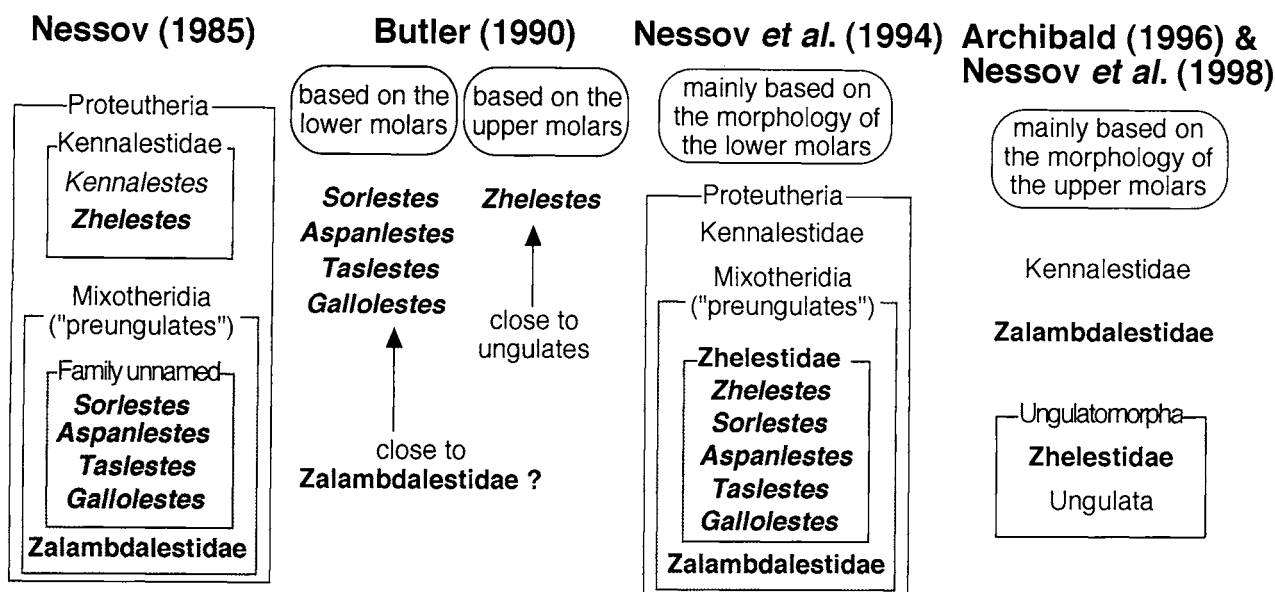 Nessov (1985)
Proteutheria
Kennalestidae
Kennalestes
Zhelestes
Mixotheridia
("preungulates")
Family unnamed
Sorlestes
Aspanlestes
Taslestes
Gallolestes
Zalambdalestidae
Butler (1990)
based on the
lower molars
Sorlestes
Aspanlestes
Taslestes
Gallolestes
close to
Zalambdalestidae ?
based on the
upper molars
Zhelestes
close to
ungulates
Nessov et al. (1994)
mainly based on
the morphology of
the lower molars
Proteutheria
Kennalestidae
Mixotheridia
("preungulates")
Zhelestidae
Zhelestes
Sorlestes
Aspanlestes
Taslestes
Gallolestes
Zalambdalestidae
Archibald (1996) &
Nessov et al. (1998)
mainly based on
the morphology of
the upper molars
Kennalestidae
Zalambdalestidae
Ungulatomorpha
Zhelestidae
Ungulata